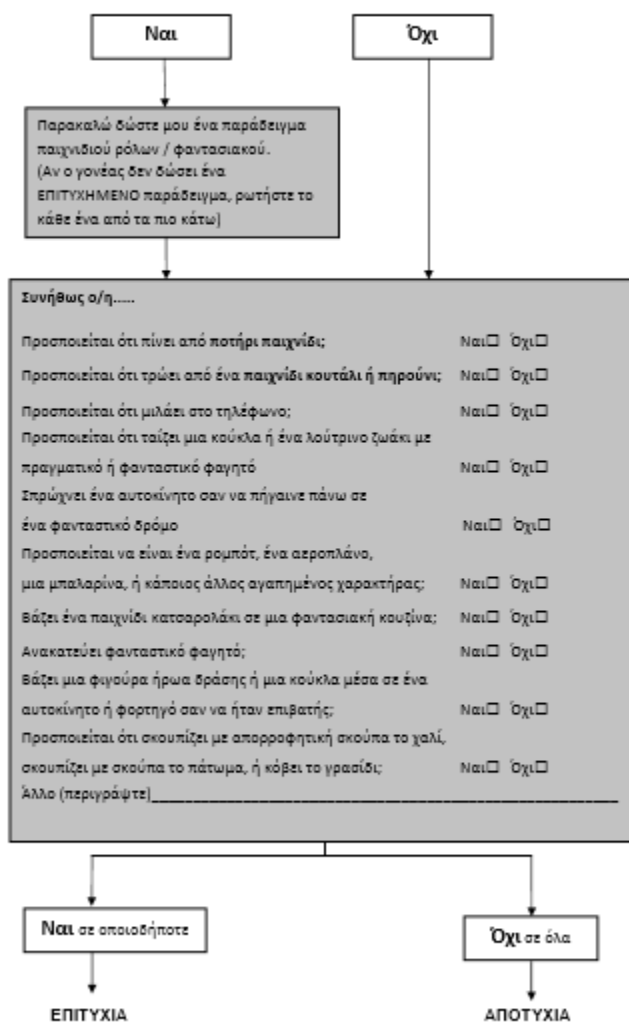 Ναι
Όχι
Παρακαλώ δώστε μου ένα παράδειγμα
παιχνιδιού ρόλων / φαντασιακού.
(Αν ο γονέας δεν δώσει ένα
ΕΠΙΤΥΧΗΜΕΝΟ παράδειγμα, ρωτήστε το
κάθε ένα από τα πιο κάτω)
Συνήθως ο/η.....
Προσποιείται ότι πίνει από ποτήρι παιχνίδι; Ναι☐ Όχι☐
Προσποιείται ότι τρώει από ένα παιχνίδι κουτάλι ή πηρούνι; Ναι☐ Όχι☐
Προσποιείται ότι μιλάει στο τηλέφωνο; Ναι☐ Όχι☐
Προσποιείται ότι ταΐζει μια κούκλα ή ένα λούτρινο ζωάκι με
πραγματικό ή φανταστικό φαγητό Ναι☐ Όχι☐
Σπρώχνει ένα αυτοκίνητο σαν να πήγαινε πάνω σε
ένα φανταστικό δρόμο Ναι☐ Όχι☐
Προσποιείται να είναι ένα ρομπότ, ένα αεροπλάνο,
μια μπαλαρίνα, ή κάποιος άλλος αγαπημένος χαρακτήρας; Ναι☐ Όχι☐
Βάζει ένα παιχνίδι κατσαρολάκι σε μια φαντασιακή κουζίνα; Ναι☐ Όχι☐
Ανακατεύει φανταστικό φαγητό; Ναι☐ Όχι☐
Βάζει μια φιγούρα ήρωα δράσης ή μια κούκλα μέσα σε ένα
αυτοκίνητο ή φορτηγό σαν να ήταν επιβατής; Ναι☐ Όχι☐
Προσποιείται ότι σκουπίζει με απορροφητική σκούπα το χαλί,
σκουπίζει με σκούπα το πάτωμα, ή κόβει το γρασίδι; Ναι☐ Όχι☐
Άλλο (περιγράψτε)____________________
Ναι σε οποιοδήποτε
Όχι σε όλα
ΕΠΙΤΥΧΙΑ
ΑΠΟΤΥΧΙΑ